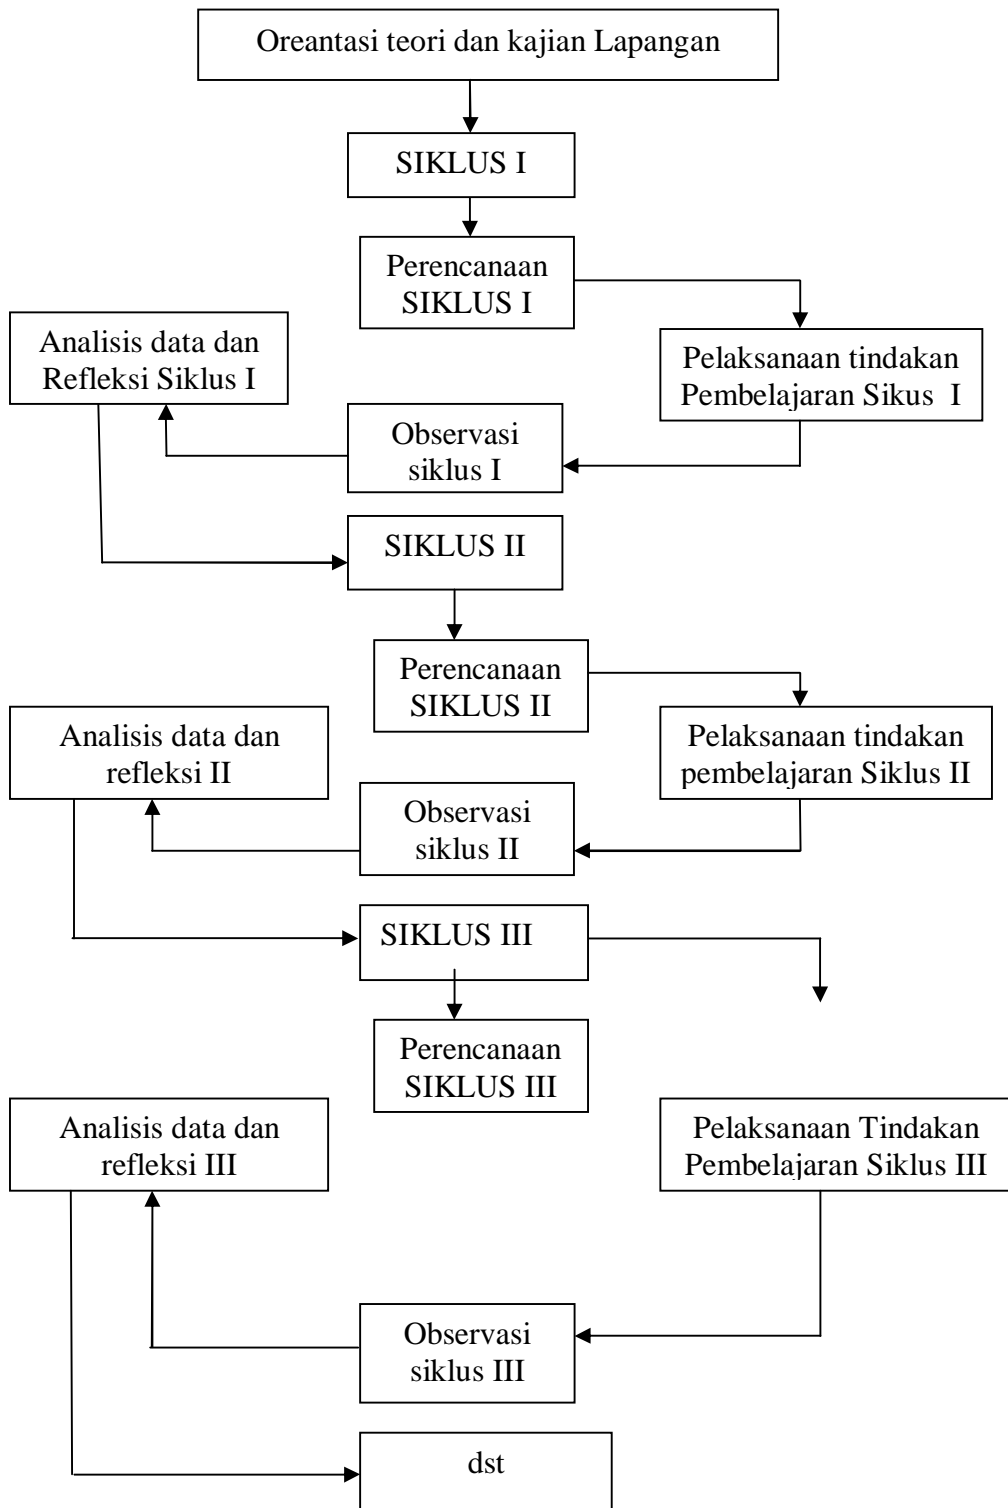 Oreantasi teori dan kajian Lapangan
SIKLUS I
Perencanaan
SIKLUS I
Pelaksanaan tindakan
Pembelajaran Sikus I
Observasi
siklus I
Analisis data dan
Refleksi Siklus I
SIKLUS II
Perencanaan
SIKLUS II
Pelaksanaan tindakan
pembelajaran Siklus II
Observasi
siklus II
Analisis data dan
refleksi II
SIKLUS III
Perencanaan
SIKLUS III
Pelaksanaan Tindakan
Pembelajaran Siklus III
Observasi
siklus III
Analisis data dan
refleksi III
dst